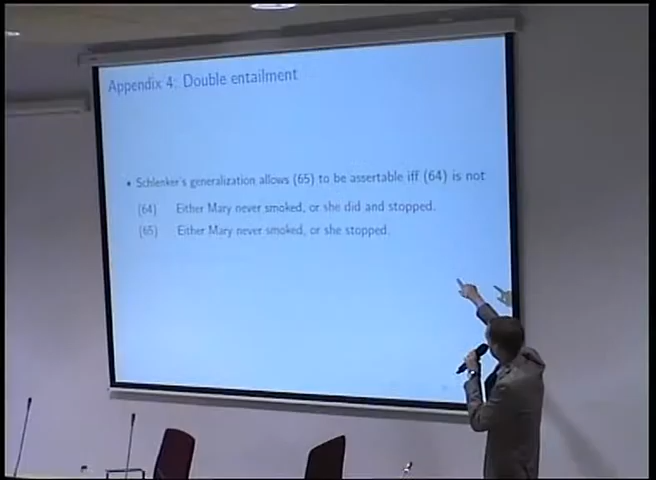 Appendix 4: Double entailment
• Schlenker's generalization allows (65) to be assertable iff (64) is not
(64) Either Mary never smoked, or she did and stopped.
(65) Either Mary never smoked, or she stopped.